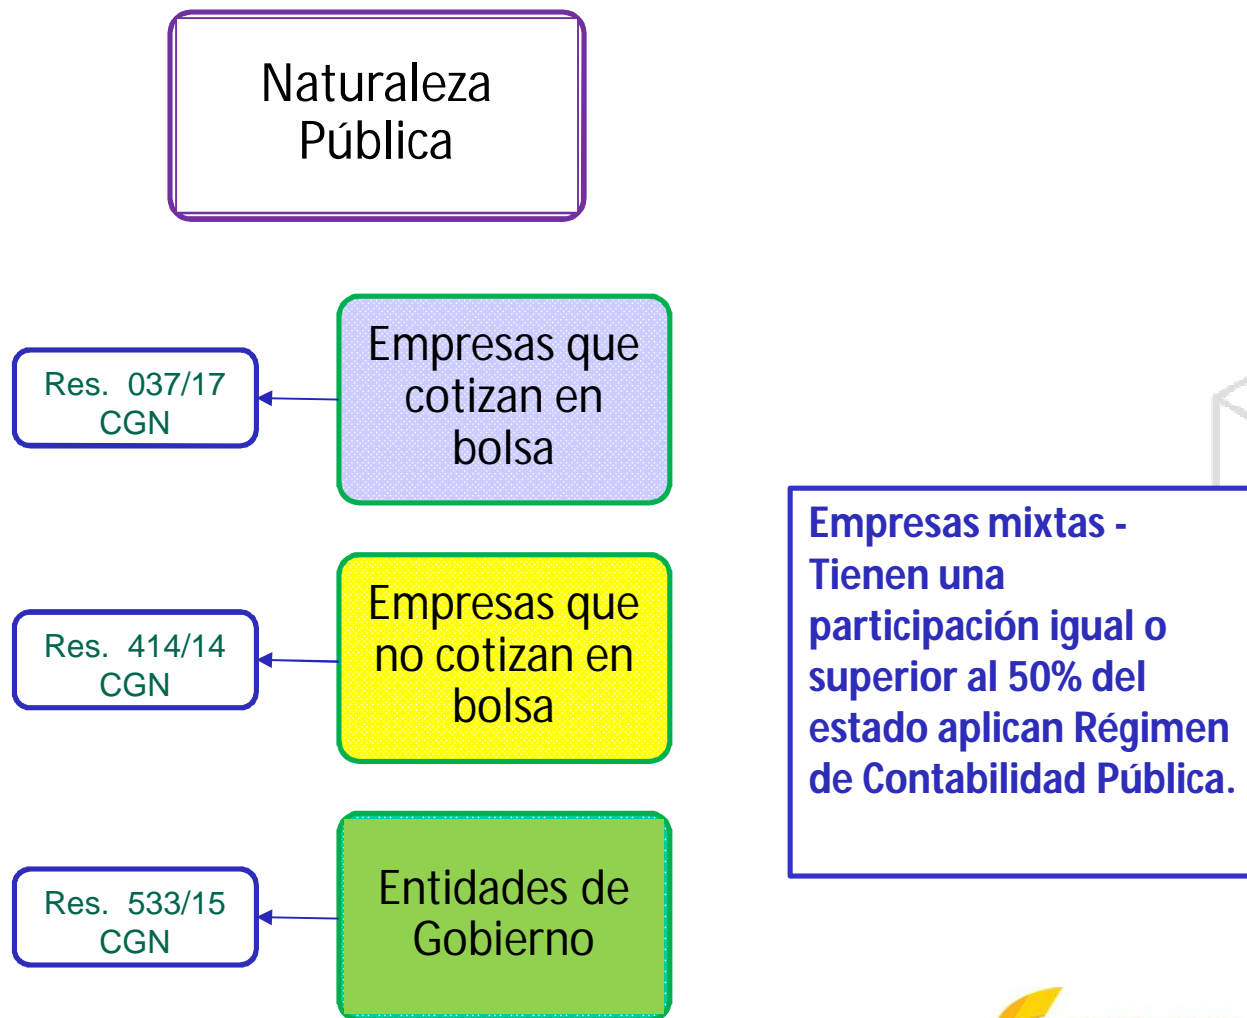 Naturaleza
Pública
Empresas que
cotizan en
bolsa
Res. 037/17
CGN
Empresas que
no cotizan en
bolsa
Res. 414/14
CGN
Entidades de
Gobierno
Res. 533/15
CGN
Empresas mixtas -
Tienen una
participación igual o
superior al 50% del
estado aplican Régimen
de Contabilidad Pública.